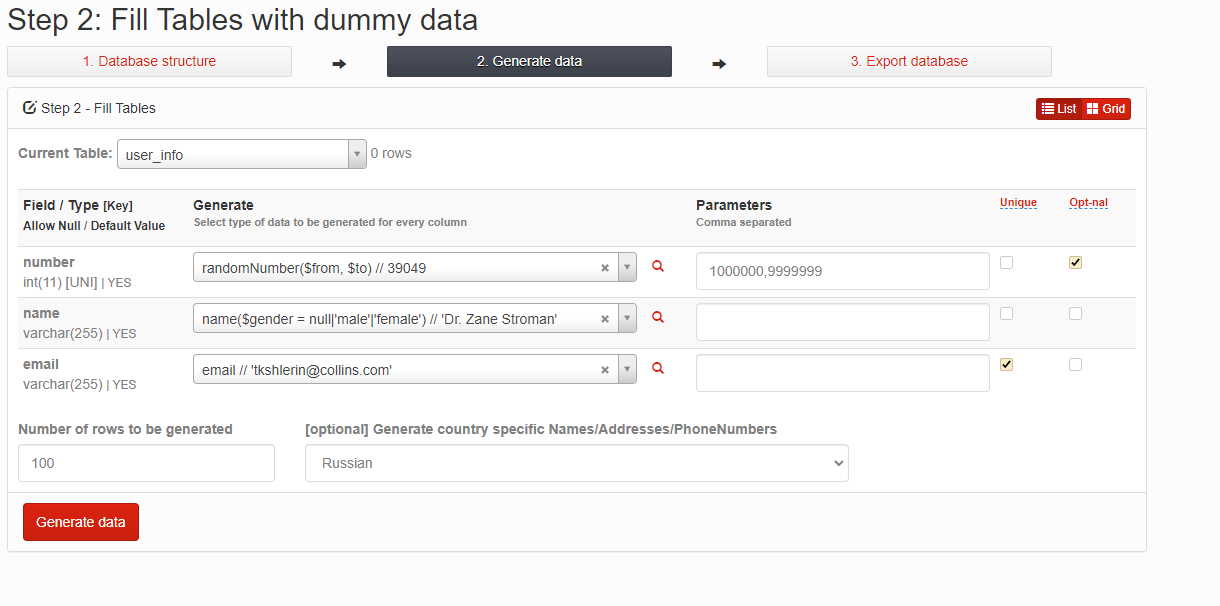 Step 2: Fill Tables with dummy data
1. Database structure
2. Generate data
3. Export database
Step 2 - Fill Tables
List Grid
Current Table: user_info 0 rows
Field / Type [Key] Generate Parameters Unique Opt-nal
Allow Null / Default Value Select type of data to be generated for every column Comma separated
number randomNumber($from, $to) // 39049 × 1000000,9999999
int(11) [UNI] | YES
name name($gender = null|'male'|'female') // 'Dr. Zane Stroman' ×
varchar(255) | YES
email email // 'tkshlerin@collins.com' ×
varchar(255) | YES
Number of rows to be generated [optional] Generate country specific Names/Addresses/PhoneNumbers
100 Russian
Generate data